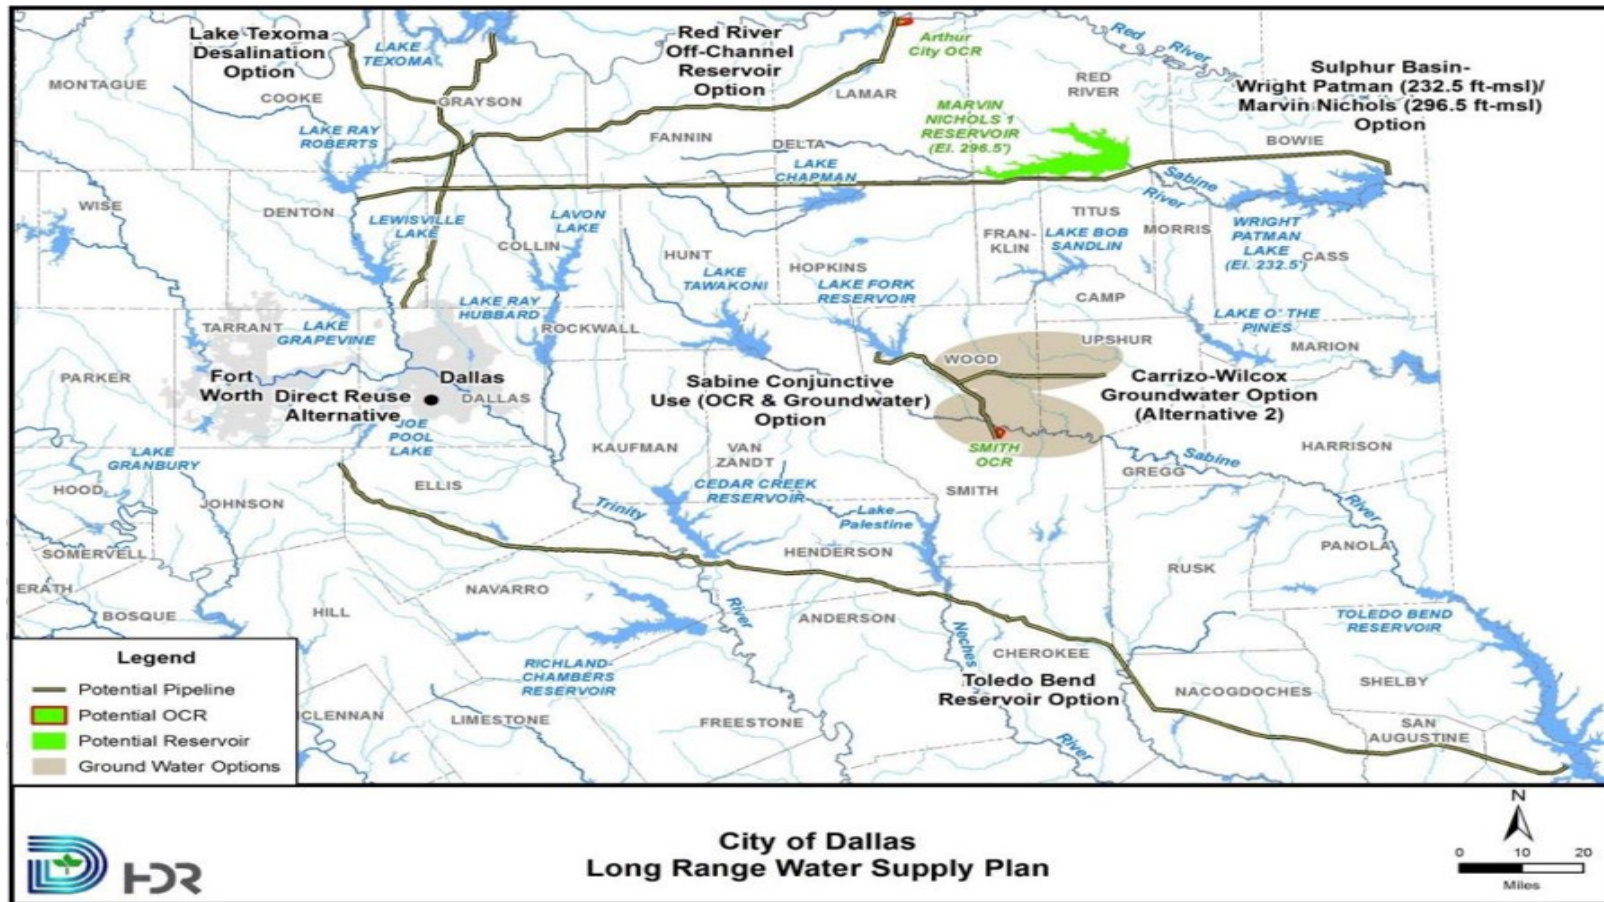 Lake Texoma
Desalination
Option
LAKE
TEXOMA
Red River
Off-Channel
Reservoir
Option
Arthur
City OCR
Red
River
Sulphur Basin-
Wright Patman (232.5 ft-msl)/
Marvin Nichols (296.5 ft-msl)
Option
MONTAGUE
COOKE
GRAYSON
LAMAR
RED
RIVER
MARVIN
NICHOLS 1
RESERVOIR
(El. 296.5')
LAKE RAY
ROBERTS
FANNIN
DELTA
BOWIE
LAKE
CHAPMAN
Sabine
River
WISE
DENTON
LEWISVILLE
LAKE
LAVON
LAKE
COLLIN
HUNT
HOPKINS
FRAN-
KLIN
TITUS
LAKE BOB
SANDLIN
MORRIS
WRIGHT
PATMAN
LAKE
(El. 232.5')
CASS
LAKE
TAWAKONI
LAKE FORK
RESERVOIR
CAMP
LAKE RAY
HUBBARD
ROCKWALL
TARRANT
LAKE
GRAPEVINE
LAKE O' THE
PINES
UPSHUR
MARION
WOOD
PARKER
Fort
Worth
Direct Reuse
Alternative
Dallas
DALLAS
Sabine Conjunctive
Use (OCR & Groundwater)
Option
Carrizo-Wilcox
Groundwater Option
(Alternative 2)
JOE
POOL
LAKE
KAUFMAN
VAN
ZANDT
SMITH
OCR
HARRISON
LAKE
GRANBURY
GREGG
Sabine
River
HOOD
JOHNSON
ELLIS
CEDAR CREEK
RESERVOIR
SMITH
Trinity
Lake
Palestine
SOMERVELL
HENDERSON
PANOLA
RUSK
ERATH
BOSQUE
HILL
NAVARRO
River
ANDERSON
Neches
TOLEDO BEND
RESERVOIR
CHEROKEE
RICHLAND-
CHAMBERS
RESERVOIR
Toledo Bend
Reservoir Option
NACOGDOCHES
SHELBY
CLENNAN
LIMESTONE
FREESTONE
River
SAN
AUGUSTINE
Legend
Potential Pipeline
Potential OCR
Potential Reservoir
Ground Water Options
HDR
City of Dallas
Long Range Water Supply Plan
N
0 10 20
Miles